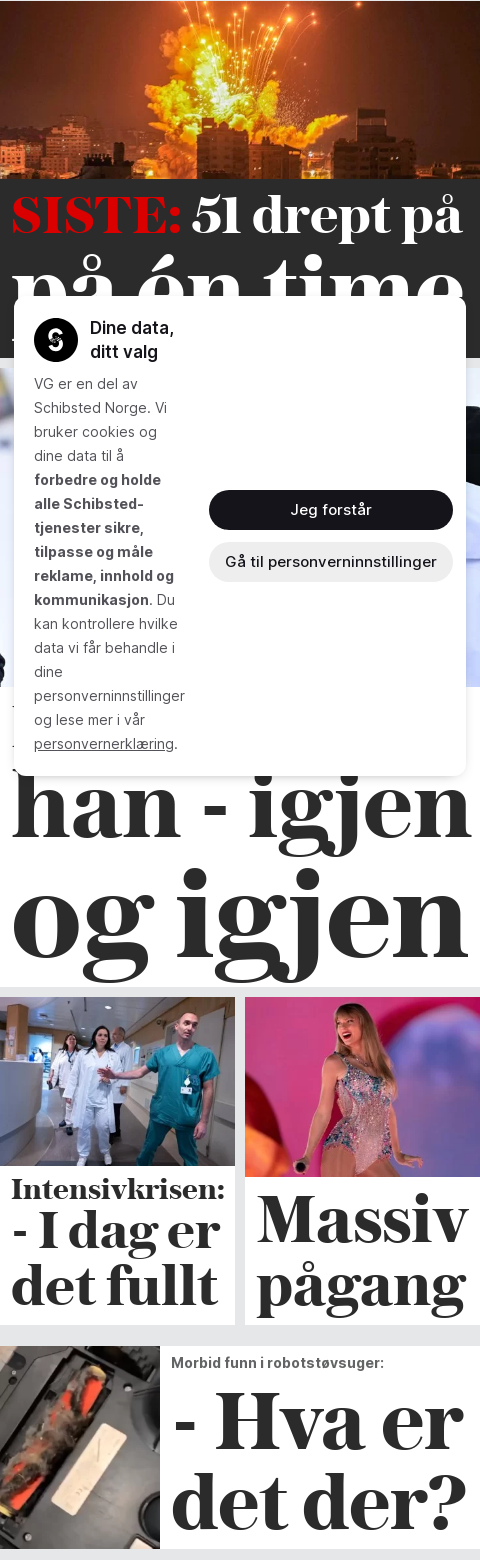 SISTE: 51 drept på
på én time
Dine data,
ditt valg
VG er en del av
Schibsted Norge. Vi
bruker cookies og
dine data til å
forbedre og holde
alle Schibsted-
tjenester sikre,
tilpasse og måle
reklame, innhold og
kommunikasjon. Du
kan kontrollere hvilke
data vi får behandle i
dine
personverninnstillinger
og lese mer i vår
personvernerklæring.
Jeg forstår
Gå til personverninnstillinger
han - igjen
og igjen
Intensivkrisen:
- I dag er
det fullt
Massiv
pågang
Morbid funn i robotstøvsuger:
- Hva er
det der?